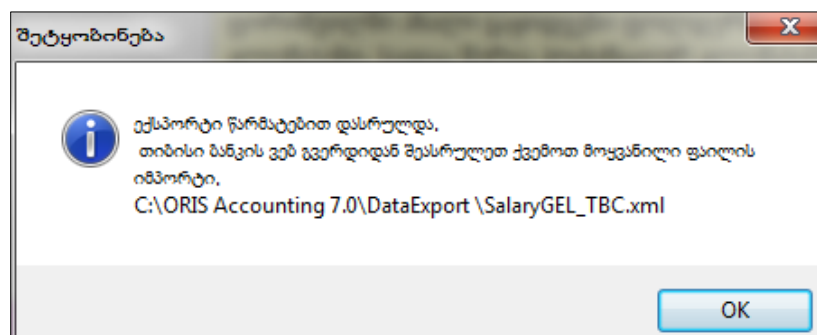 შეტყობინება
ექსპორტი წარმატებით დასრულდა,
თიბისი ბანკის ვებ გვერდიდან შეასრულეთ ქვემოთ მოყვანილი ფაილის
იმპორტი,
C:\ORIS Accounting 7.0\DataExport \SalaryGEL_TBC.xml
OK